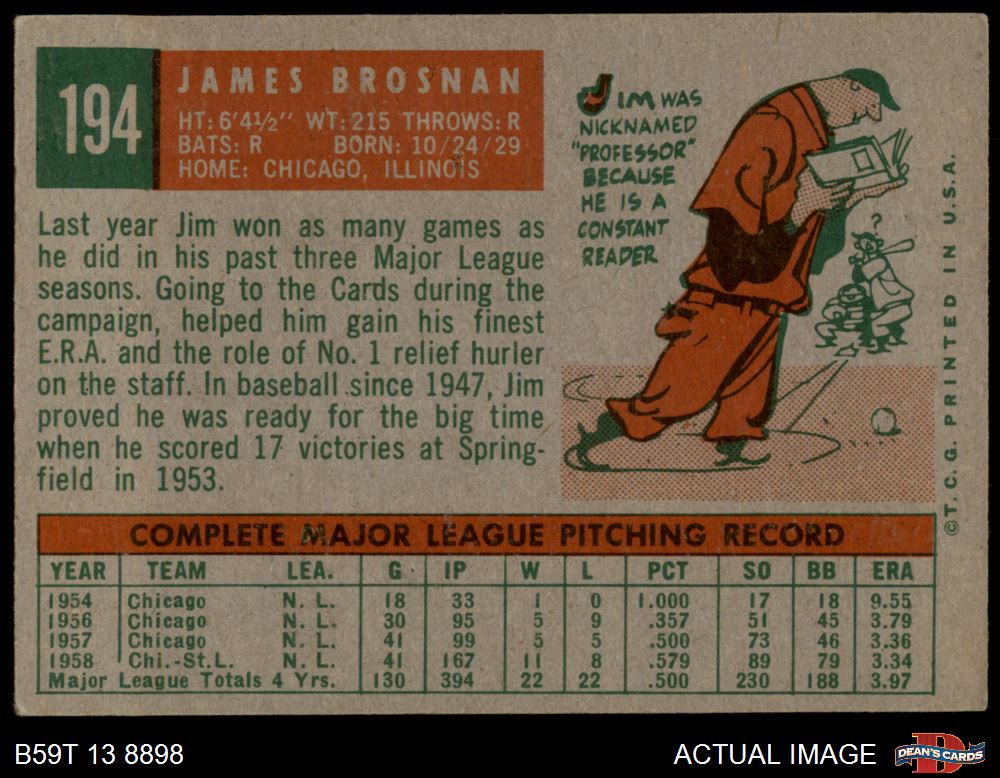 194
JAMES BROSNAN
HT: 6'4½" WT: 215 THROWS: R
BATS: R BORN: 10/24/29
HOME: CHICAGO, ILLINOIS
JIM WAS
NICKNAMED
"PROFESSOR"
BECAUSE
HE IS A
CONSTANT
READER
?
Last year Jim won as many games as
he did in his past three Major League
seasons. Going to the Cards during the
campaign, helped him gain his finest
E.R.A. and the role of No. 1 relief hurler
on the staff. In baseball since 1947, Jim
proved he was ready for the big time
when he scored 17 victories at Spring-
field in 1953.
©T. C. G. PRINTED IN U.S.A.
COMPLETE MAJOR LEAGUE PITCHING RECORD
YEAR TEAM LEA. G IP W L PCT SO BB ERA
1954 Chicago N. L. 18 33 1 0 1.000 17 18 9.55
1956 Chicago N. L. 30 95 5 9 .357 51 45 3.79
1957 Chicago N. L. 41 99 5 5 .500 73 46 3.36
1958 Chi.-St.L. N. L. 41 167 11 8 .579 89 79 3.34
Major League Totals 4 Yrs. 130 394 22 22 .500 230 188 3.97
B59T 13 8898
ACTUAL IMAGE
DEAN'S CARDS